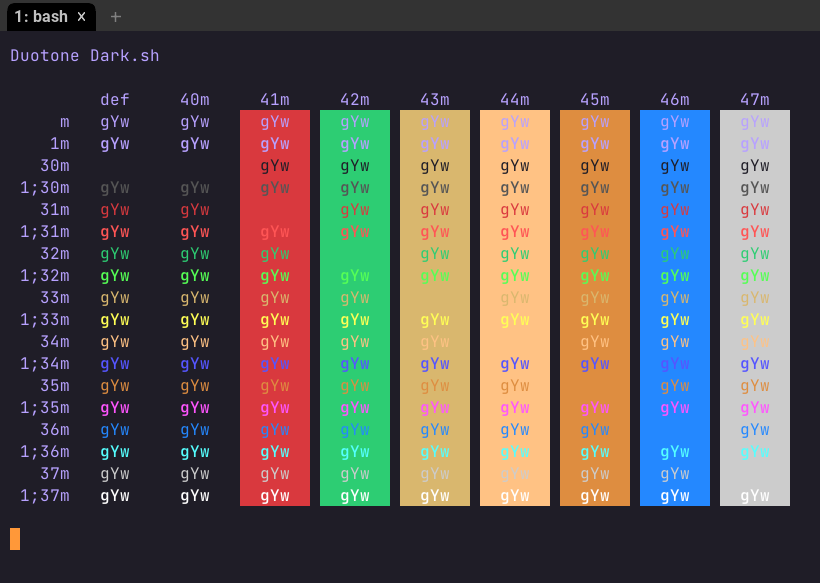 1: bash × +
Duotone Dark.sh
def 40m 41m 42m 43m 44m 45m 46m 47m
m gYw gYw gYw gYw gYw gYw gYw gYw gYw
1m gYw gYw gYw gYw gYw gYw gYw gYw gYw
30m gYw gYw gYw gYw gYw gYw gYw
1;30m gYw gYw gYw gYw gYw gYw gYw gYw gYw
31m gYw gYw gYw gYw gYw gYw gYw gYw
1;31m gYw gYw gYw gYw gYw gYw gYw gYw gYw
32m gYw gYw gYw gYw gYw gYw gYw gYw
1;32m gYw gYw gYw gYw gYw gYw gYw gYw gYw
33m gYw gYw gYw gYw gYw gYw gYw gYw
1;33m gYw gYw gYw gYw gYw gYw gYw gYw gYw
34m gYw gYw gYw gYw gYw gYw gYw gYw
1;34m gYw gYw gYw gYw gYw gYw gYw gYw gYw
35m gYw gYw gYw gYw gYw gYw gYw gYw
1;35m gYw gYw gYw gYw gYw gYw gYw gYw gYw
36m gYw gYw gYw gYw gYw gYw gYw gYw
1;36m gYw gYw gYw gYw gYw gYw gYw gYw gYw
37m gYw gYw gYw gYw gYw gYw gYw gYw
1;37m gYw gYw gYw gYw gYw gYw gYw gYw gYw